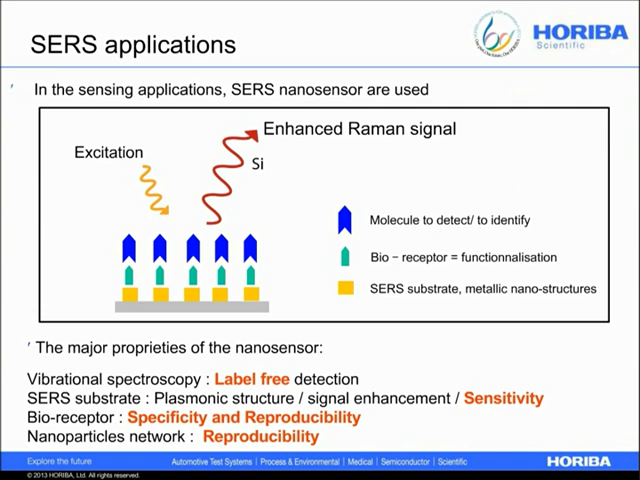 SERS applications
HORIBA
Scientific
In the sensing applications, SERS nanosensor are used
Enhanced Raman signal
Excitation
Si
Molecule to detect/ to identify
Bio – receptor = functionnalisation
SERS substrate, metallic nano-structures
The major proprieties of the nanosensor:
Vibrational spectroscopy : Label free detection
SERS substrate : Plasmonic structure / signal enhancement / Sensitivity
Bio-receptor : Specificity and Reproducibility
Nanoparticles network : Reproducibility
Explore the future
Automotive Test Systems | Process & Environmental | Medical | Semiconductor | Scientific
HORIBA
© 2013 HORIBA, Ltd. All rights reserved.